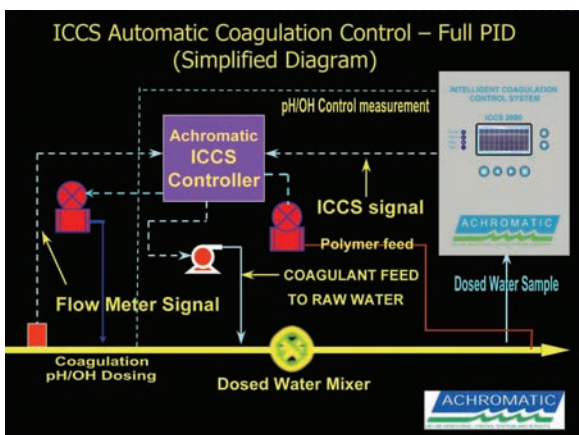 ICCS Automatic Coagulation Control – Full PID
(Simplified Diagram)
pH/OH Control measurement
INTELLIGENT COAGULATION
CONTROL SYSTEM
ICCS 2000
Achromatic
ICCS
Controller
ICCS signal
ACHROMATIC
Polymer feed
COAGULANT FEED
TO RAW WATER
Flow Meter Signal
Dosed Water Sample
Coagulation
pH/OH Dosing
Dosed Water Mixer
ACHROMATIC